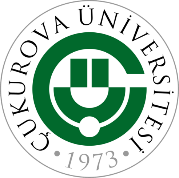 ÇUKUROVA ÜNİVERSİTESİ
• 1973 •